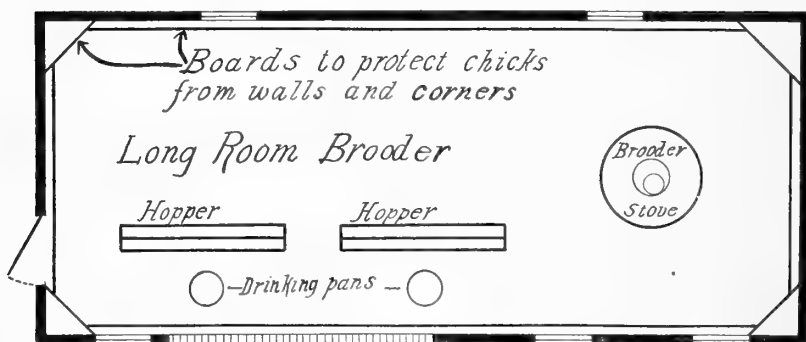 Boards to protect chicks
from walls and corners
Long Room Brooder
Brooder
Stove
Hopper Hopper
-Drinking pans-